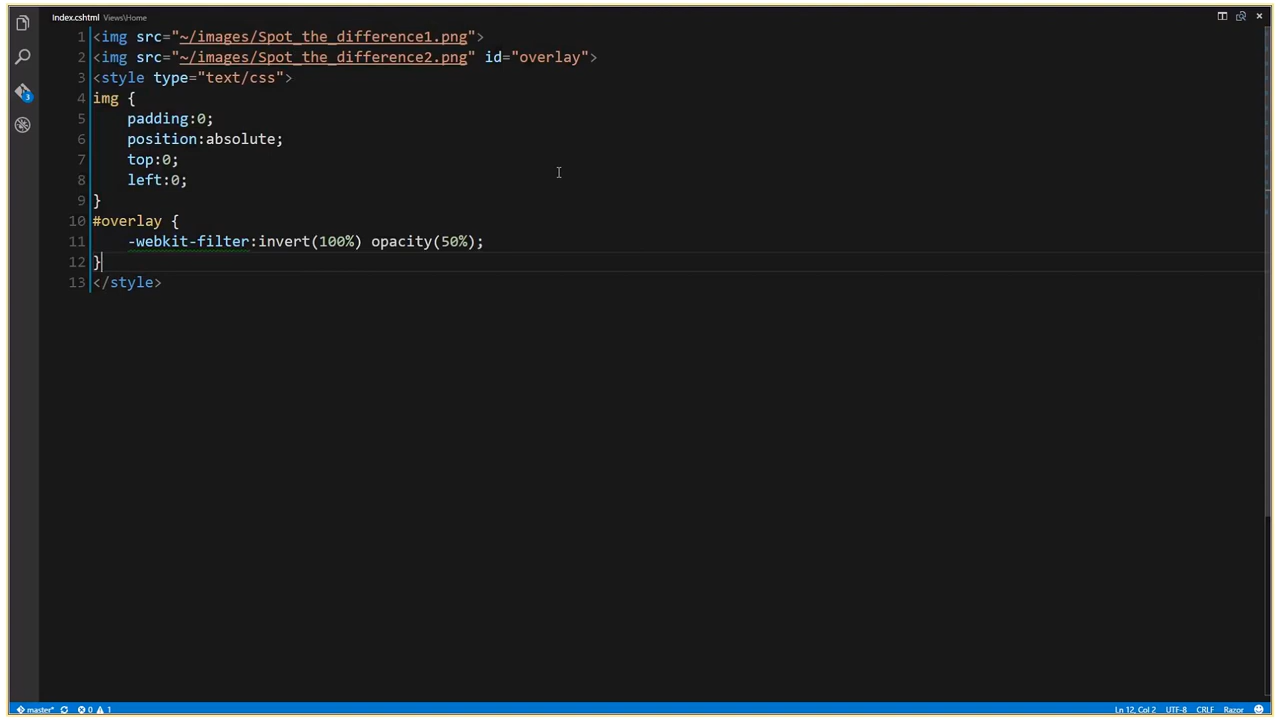 Index.cshtml Views\Home
1 <img src="~/images/Spot_the_difference1.png">
2 <img src="~/images/Spot_the_difference2.png" id="overlay">
3 <style type="text/css">
4 img {
5 padding:0;
6 position:absolute;
7 top:0;
8 left:0;
9 }
10 #overlay {
11 -webkit-filter:invert(100%) opacity(50%);
12 }
13 </style>
3
master* 0 1 Ln 12, Col 2 UTF-8 CRLF Razor